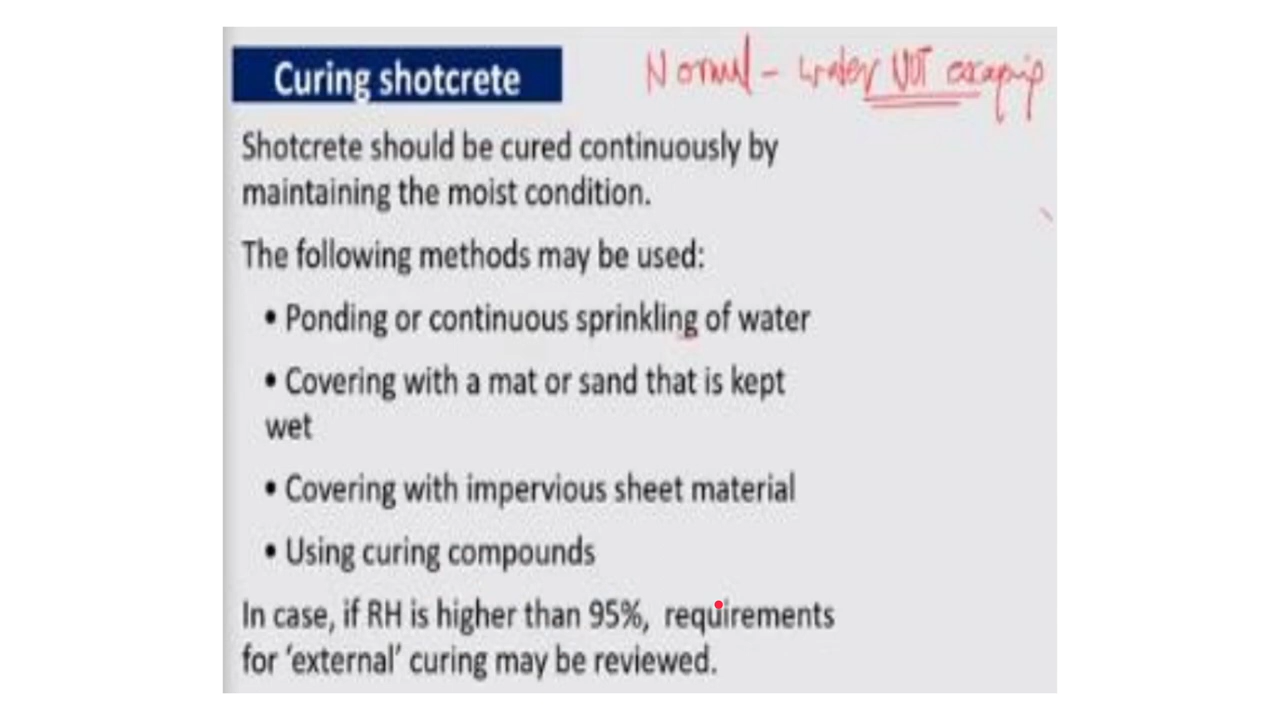 Curing shotcrete
Normal - water NOT escaping
Shotcrete should be cured continuously by
maintaining the moist condition.
The following methods may be used:
• Ponding or continuous sprinkling of water
• Covering with a mat or sand that is kept
wet
• Covering with impervious sheet material
• Using curing compounds
In case, if RH is higher than 95%, requirements
for ‘external’ curing may be reviewed.